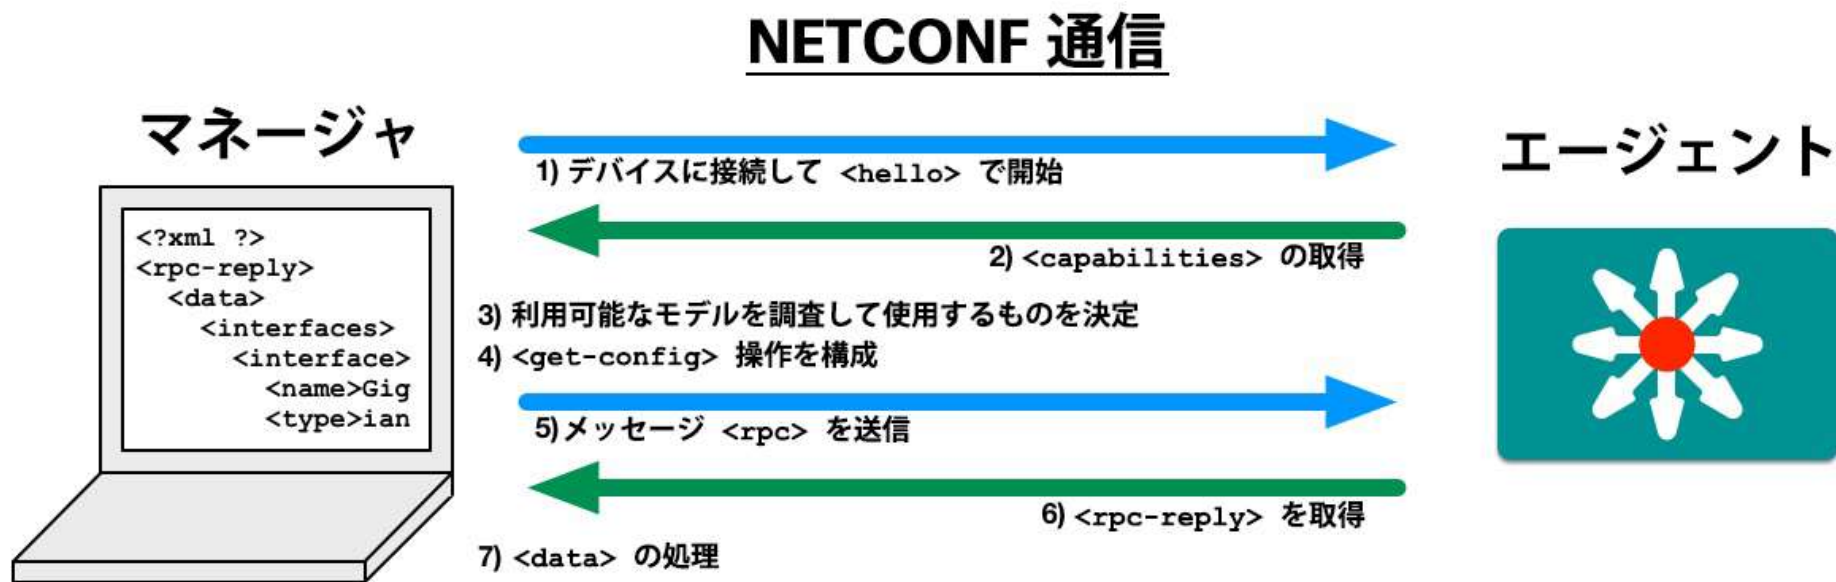 NETCONF 通信
マネージャ
エージェント
<?xml ?>
<rpc-reply>
<data>
<interfaces>
<interface>
<name>Gig
<type>ian
1) デバイスに接続して <hello> で開始
2) <capabilities> の取得
3) 利用可能なモデルを調査して使用するものを決定
4) <get-config> 操作を構成
5) メッセージ <rpc> を送信
6) <rpc-reply> を取得
7) <data> の処理